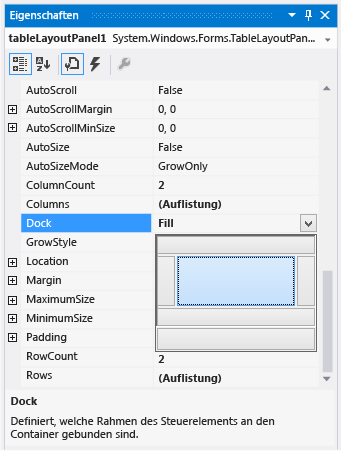 Eigenschaften
tableLayoutPanel1 System.Windows.Forms.TableLayoutPan...
AutoScroll False
AutoScrollMargin 0, 0
AutoScrollMinSize 0, 0
AutoSize False
AutoSizeMode GrowOnly
ColumnCount 2
Columns (Auflistung)
Dock Fill
GrowStyle
Location
Margin
MaximumSize
MinimumSize
Padding
RowCount 2
Rows (Auflistung)
Dock
Definiert, welche Rahmen des Steuerelements an den
Container gebunden sind.